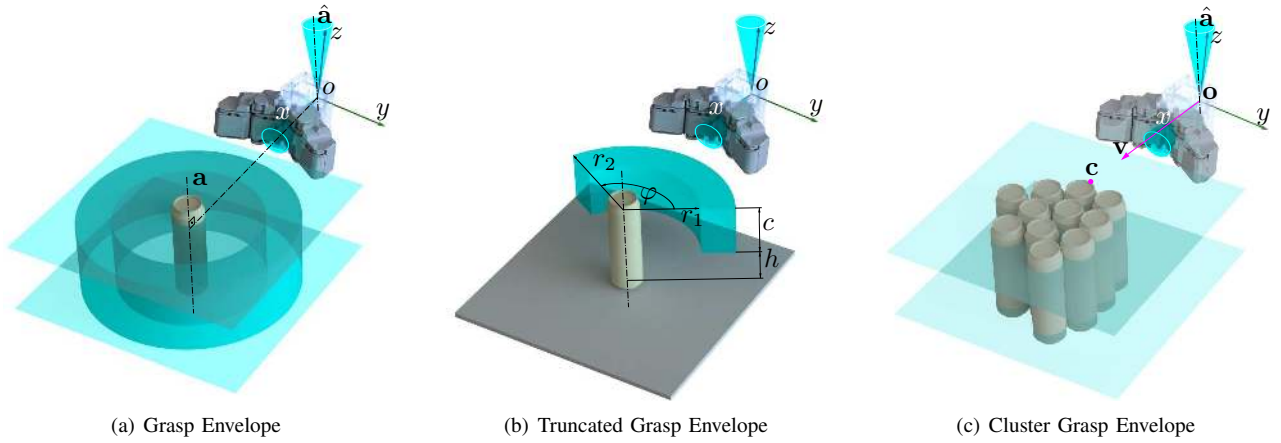 â
z
o
y
x
a
(a) Grasp Envelope
z
o
y
x
r₂
φ
r₁
c
h
(b) Truncated Grasp Envelope
â
z
o
y
x
v
c
(c) Cluster Grasp Envelope